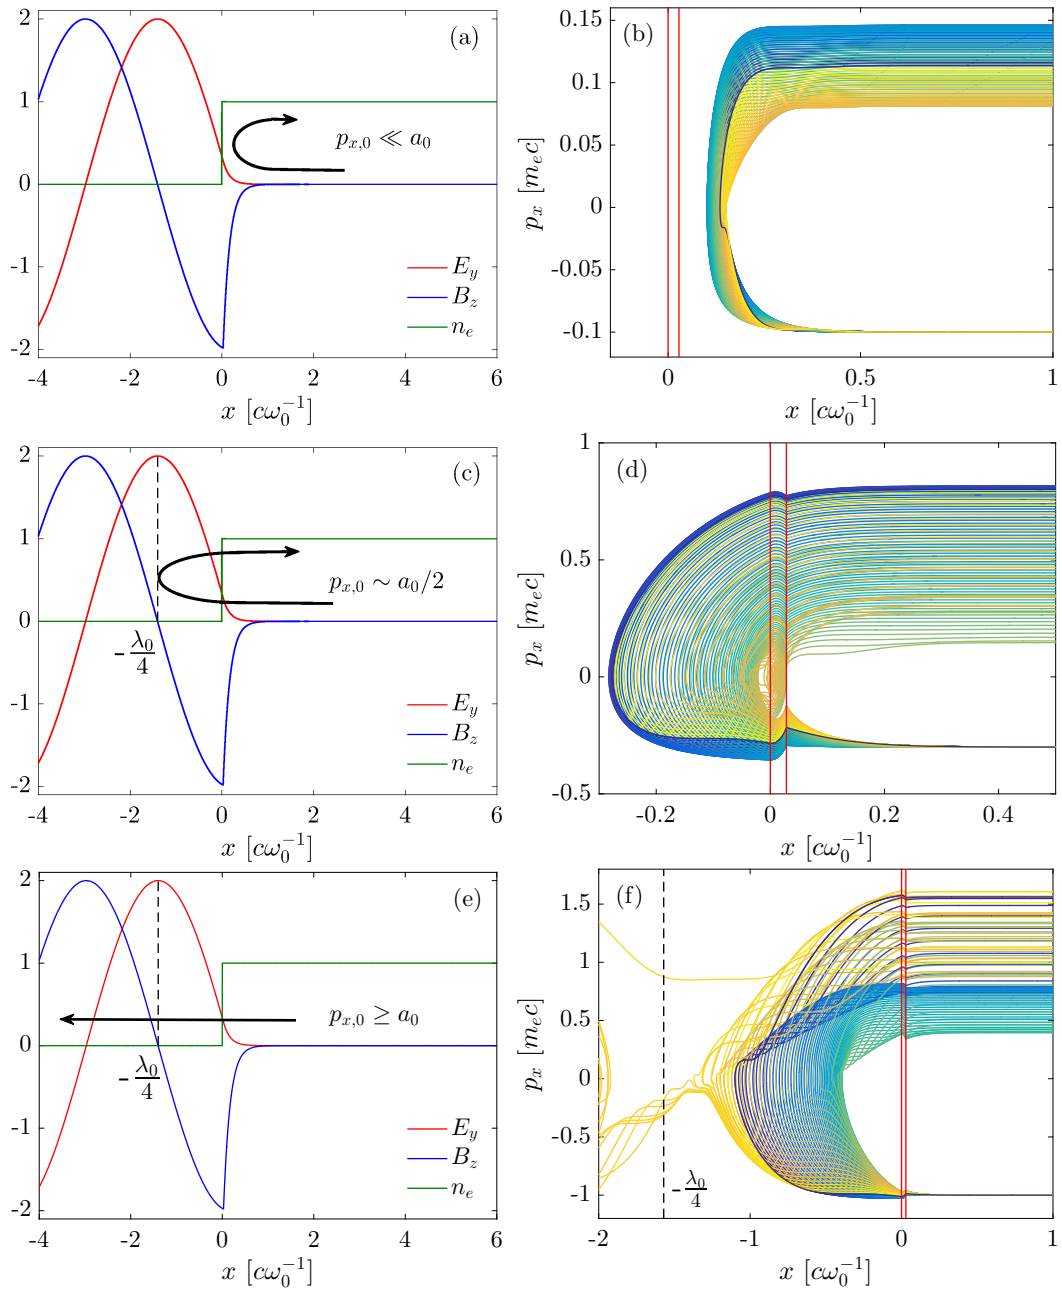 (a)
2
1
0
-1
-2
p_{x,0} ≪ a_0
E_y
B_z
n_e
-4 -2 0 2 4 6
x [cω_0^{-1}]
(b)
0.15
0.1
0.05
0
-0.05
-0.1
p_x [m_e c]
0 0.5 1
x [cω_0^{-1}]
(c)
2
1
0
-1
-2
p_{x,0} ∼ a_0/2
-λ_0/4
E_y
B_z
n_e
-4 -2 0 2 4 6
x [cω_0^{-1}]
(d)
1
0.5
0
-0.5
p_x [m_e c]
-0.2 0 0.2 0.4
x [cω_0^{-1}]
(e)
2
1
0
-1
-2
p_{x,0} ≥ a_0
-λ_0/4
E_y
B_z
n_e
-4 -2 0 2 4 6
x [cω_0^{-1}]
(f)
1.5
1
0.5
0
-0.5
-1
p_x [m_e c]
-λ_0/4
-2 -1 0 1
x [cω_0^{-1}]